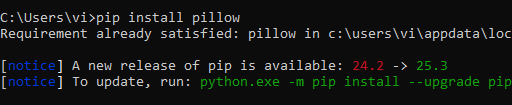 C:\Users\vi>pip install pillow
Requirement already satisfied: pillow in c:\users\vi\appdata\loc
[notice] A new release of pip is available: 24.2 -> 25.3
[notice] To update, run: python.exe -m pip install --upgrade pip